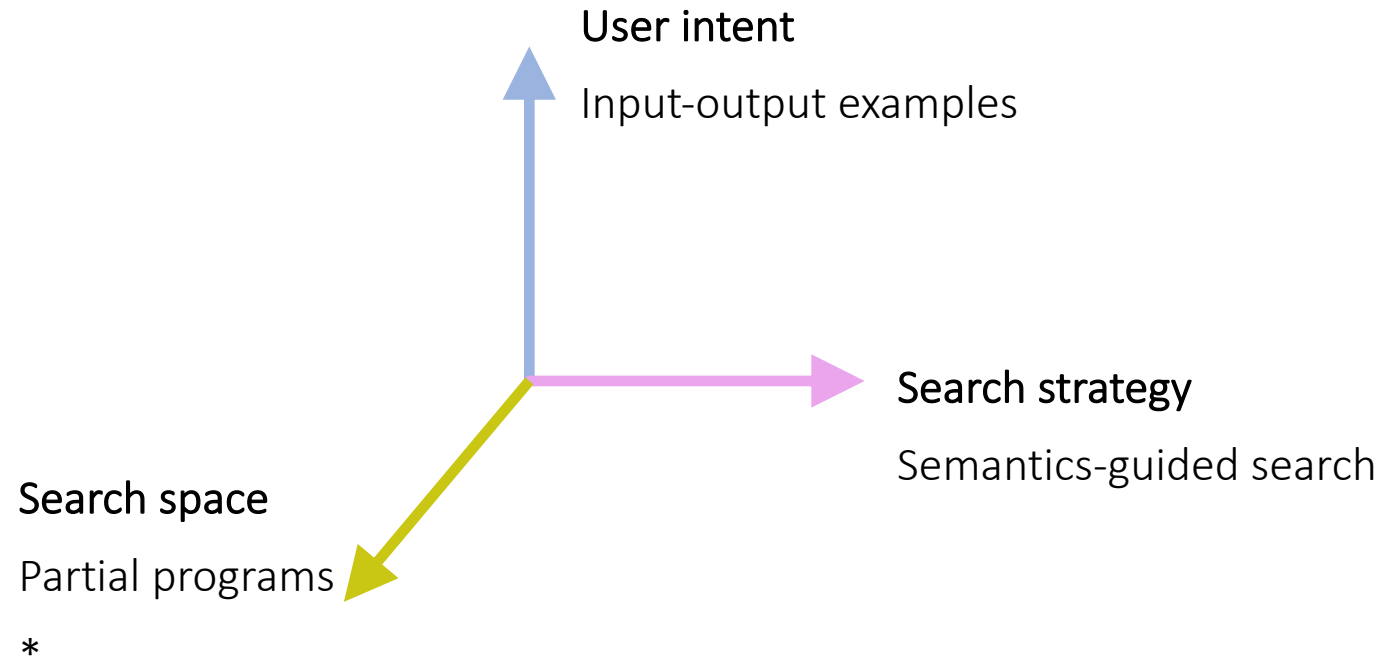 User intent
Input-output examples
Search strategy
Semantics-guided search
Search space
Partial programs
*